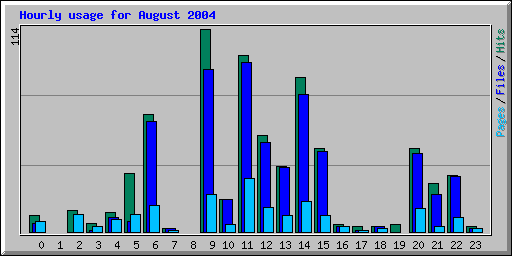 Hourly usage for August 2004
114
Pages / Files / Hits
0 1 2 3 4 5 6 7 8 9 10 11 12 13 14 15 16 17 18 19 20 21 22 23